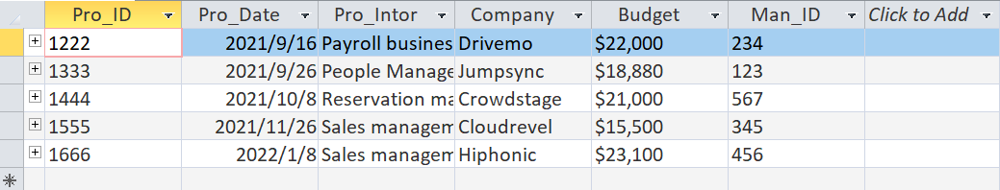 Pro_ID Pro_Date Pro_Intor Company Budget Man_ID Click to Add
1222 2021/9/16 Payroll busines Drivemo $22,000 234
1333 2021/9/26 People Manage Jumpsync $18,880 123
1444 2021/10/8 Reservation ma Crowdstage $21,000 567
1555 2021/11/26 Sales managem Cloudrevel $15,500 345
1666 2022/1/8 Sales managem Hiphonic $23,100 456